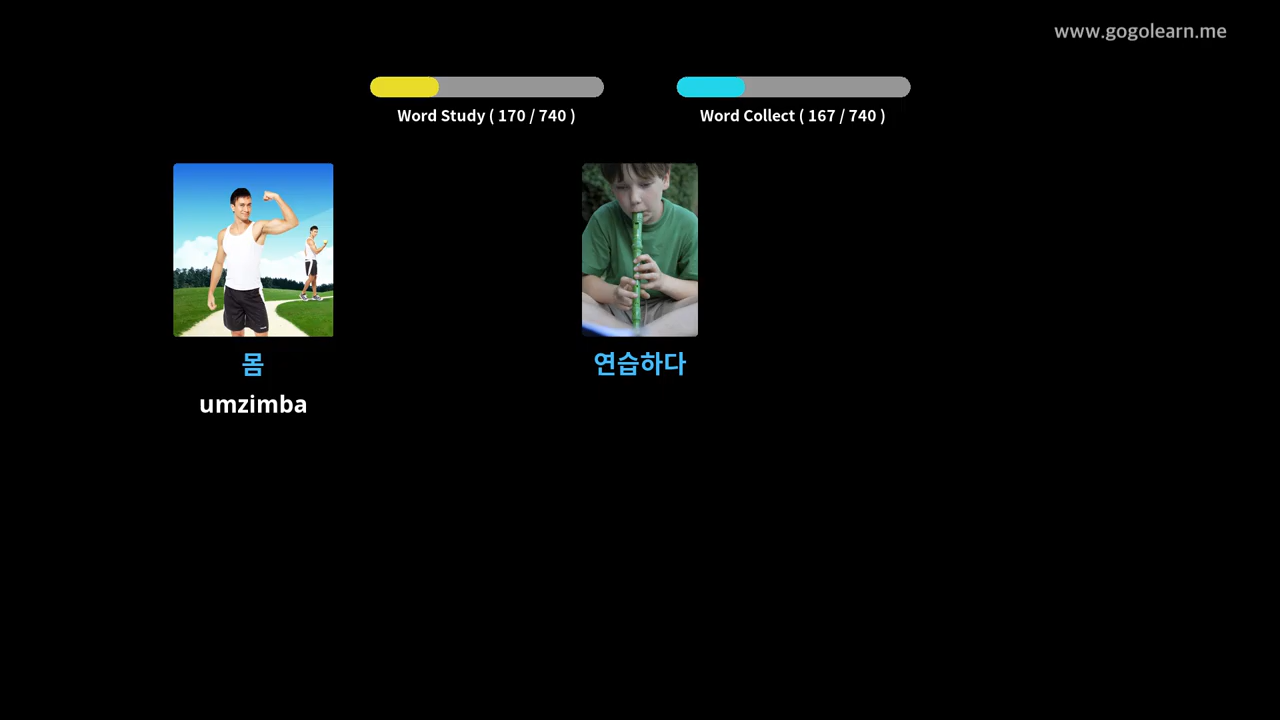 www.gogolearn.me
Word Study ( 170 / 740 )
Word Collect ( 167 / 740 )
몸
연습하다
umzimba